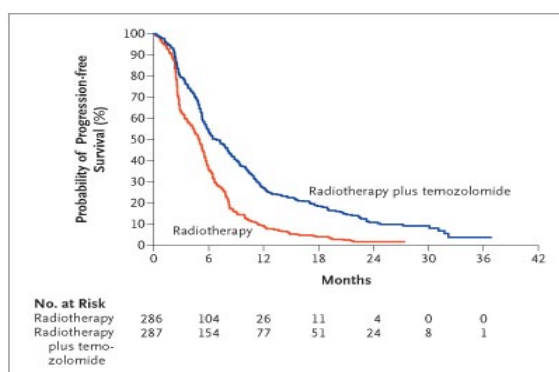 Probability of Progression-free
Survival (%)
100
90
80
70
60
50
40
30
20
10
0
Radiotherapy plus temozolomide
Radiotherapy
0 6 12 18 24 30 36 42
Months
No. at Risk
Radiotherapy 286 104 26 11 4 0 0
Radiotherapy 287 154 77 51 24 8 1
plus temo-
zolomide